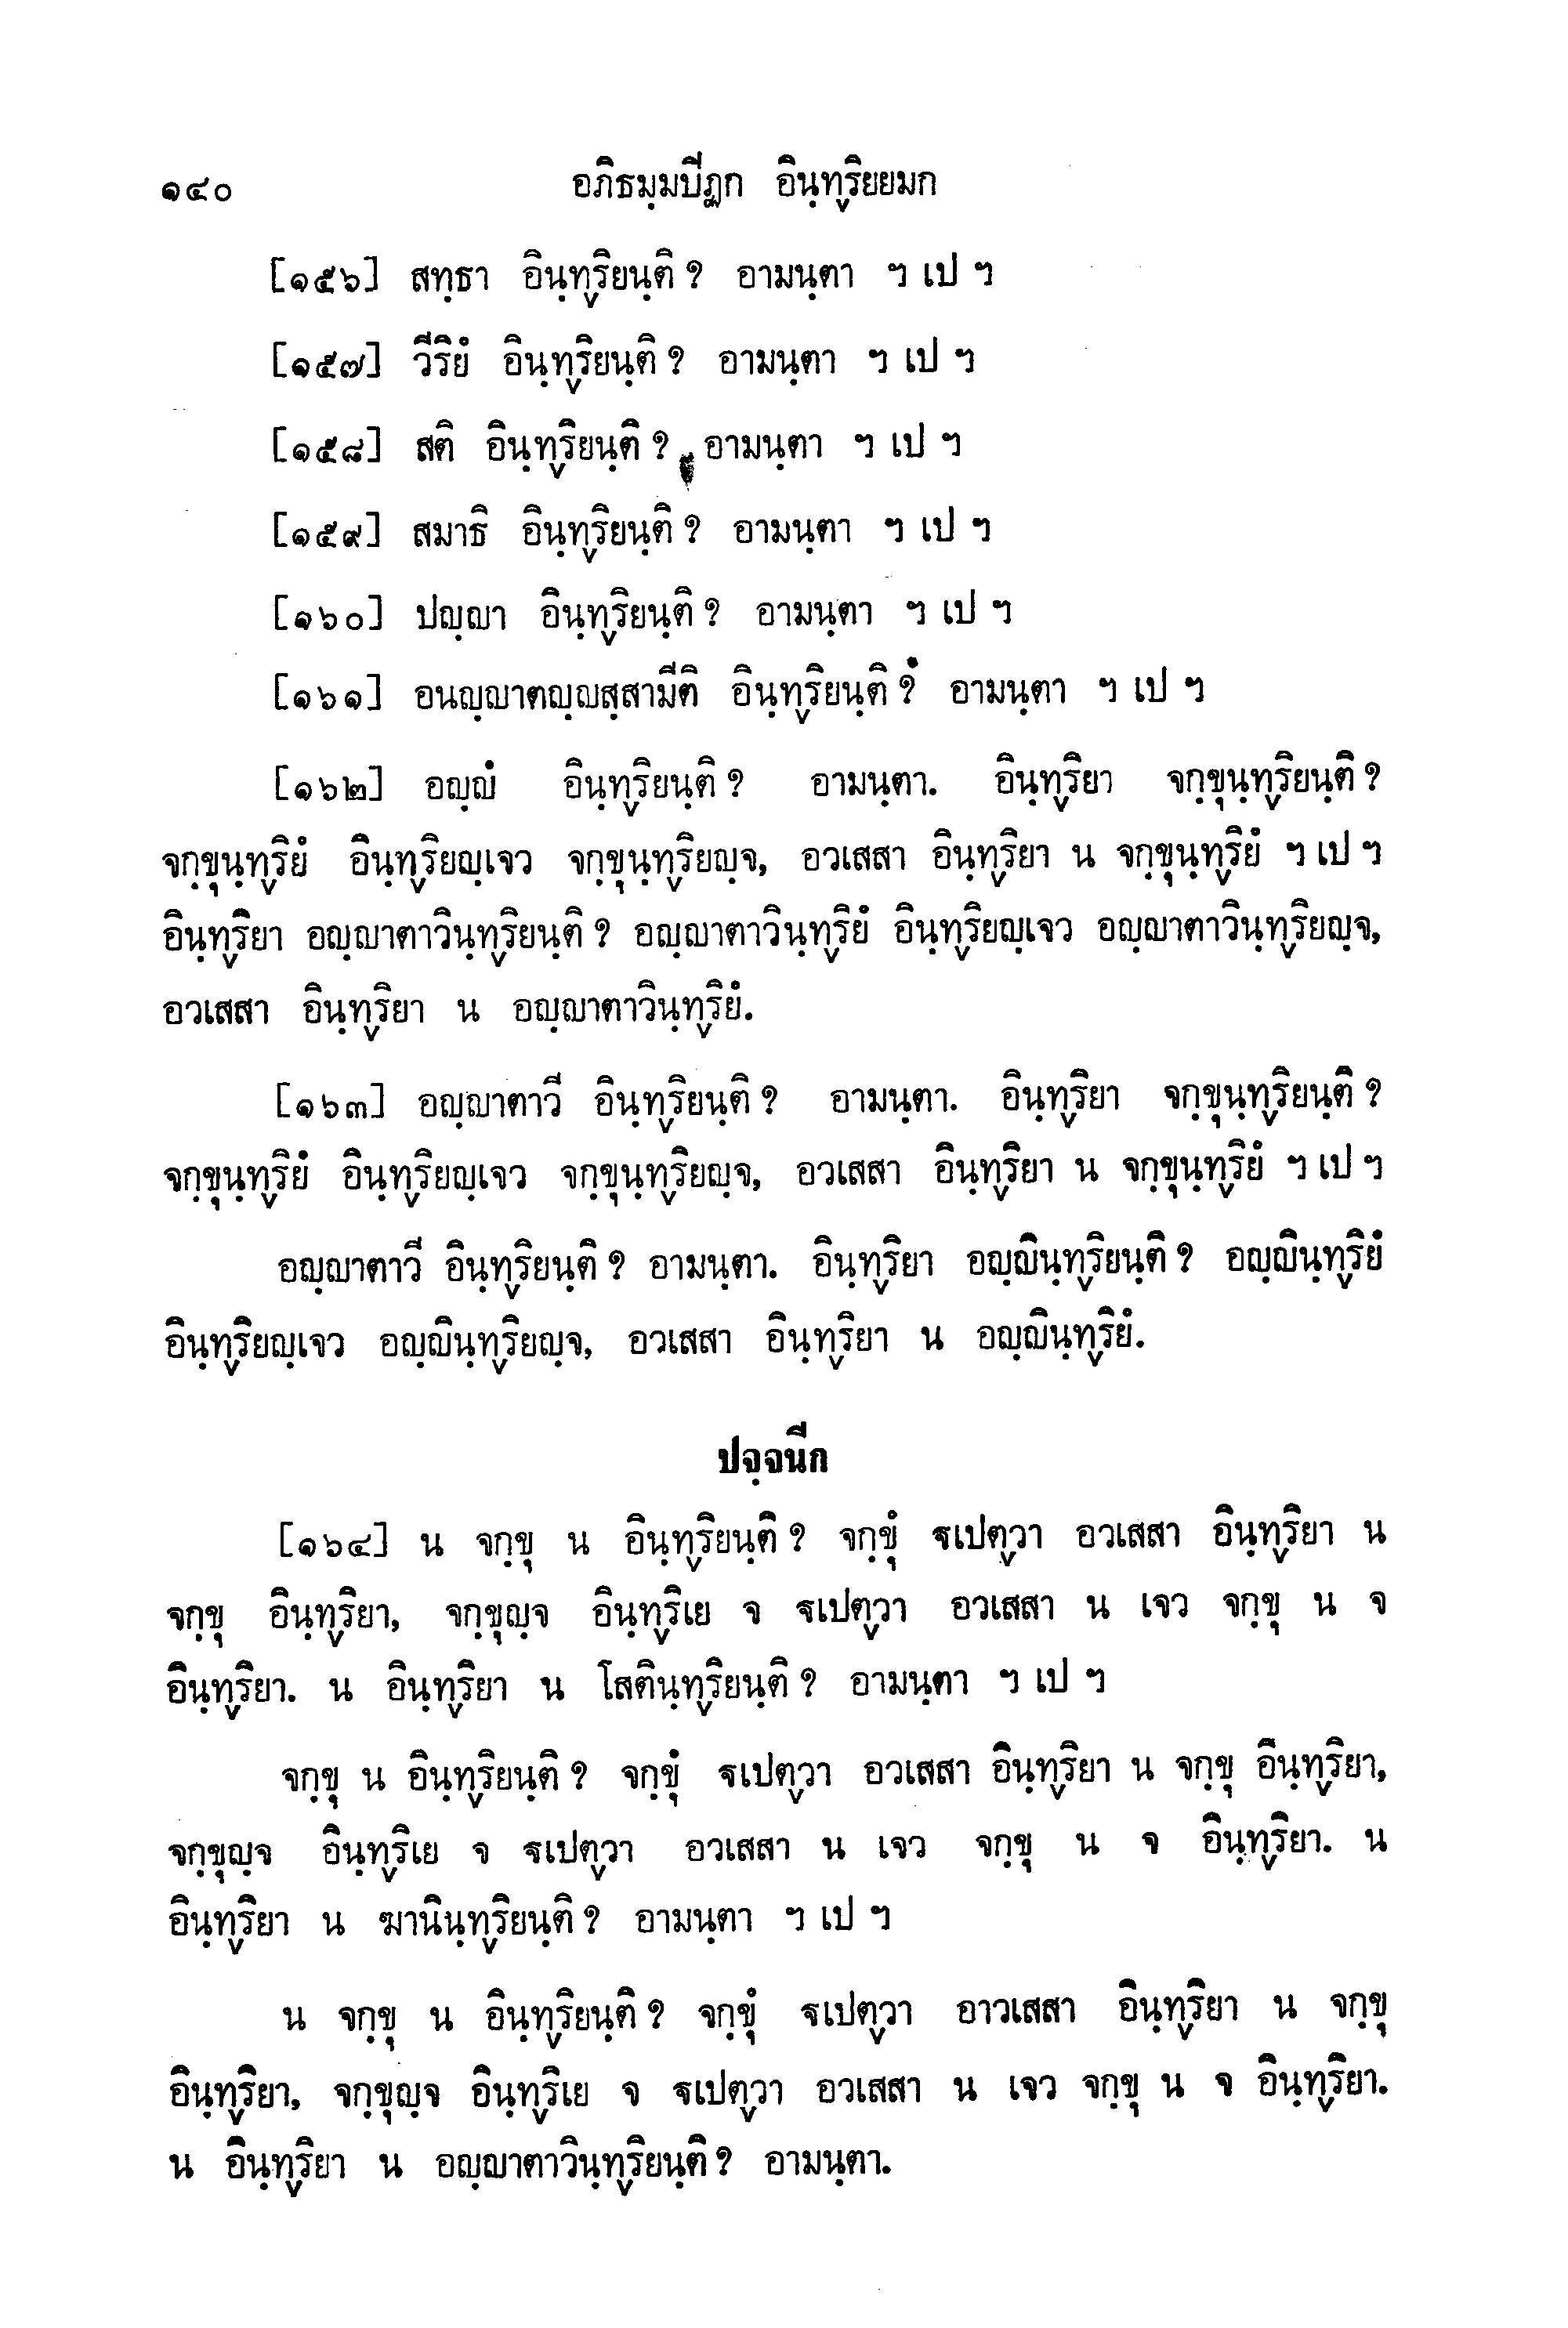 ๑๔๐ อภิธมฺมบีฏก อินฺท๎ริยยมก
[๑๕๖] สทฺธา อินฺท๎ริยนฺติ ? อามนฺตา ฯ เป ฯ
[๑๕๗] วีริยํ อินฺท๎ริยนฺติ ? อามนฺตา ฯ เป ฯ
[๑๕๘] สติ อินฺท๎ริยนฺติ ? อามนฺตา ฯ เป ฯ
[๑๕๙] สมาธิ อินฺท๎ริยนฺติ ? อามนฺตา ฯ เป ฯ
[๑๖๐] ปญฺญา อินฺท๎ริยนฺติ ? อามนฺตา ฯ เป ฯ
[๑๖๑] อนญฺญาตญฺญสฺสามีติ อินฺท๎ริยนฺติ ? อามนฺตา ฯ เป ฯ
[๑๖๒] อญฺญํ อินฺท๎ริยนฺติ ? อามนฺตา. อินฺท๎ริยา จกฺขุนฺท๎ริยนฺติ ?
จกฺขุนฺท๎ริยํ อินฺท๎ริยญฺเจว จกฺขุนฺท๎ริยญฺจ, อวเสสา อินฺท๎ริยา น จกฺขุนฺท๎ริยํ ฯ เป ฯ
อินฺท๎ริยา อญฺญาตาวินฺท๎ริยนฺติ ? อญฺญาตาวินฺท๎ริยํ อินฺท๎ริยญฺเจว อญฺญาตาวินฺท๎ริยญฺจ,
อวเสสา อินฺท๎ริยา น อญฺญาตาวินฺท๎ริยํ.
[๑๖๓] อญฺญาตาวี อินฺท๎ริยนฺติ ? อามนฺตา. อินฺท๎ริยา จกฺขุนฺท๎ริยนฺติ ?
จกฺขุนฺท๎ริยํ อินฺท๎ริยญฺเจว จกฺขุนฺท๎ริยญฺจ, อวเสสา อินฺท๎ริยา น จกฺขุนฺท๎ริยํ ฯ เป ฯ
อญฺญาตาวี อินฺท๎ริยนฺติ ? อามนฺตา. อินฺท๎ริยา อญฺญินฺท๎ริยนฺติ ? อญฺญินฺท๎ริยํ
อินฺท๎ริยญฺเจว อญฺญินฺท๎ริยญฺจ, อวเสสา อินฺท๎ริยา น อญฺญินฺท๎ริยํ.
ปจฺจนีก
[๑๖๔] น จกฺขุ น อินฺท๎ริยนฺติ ? จกฺขุํ ฐเปต๎วา อวเสสา อินฺท๎ริยา น
จกฺขุ อินฺท๎ริยา, จกฺขุญฺจ อินฺท๎ริเย จ ฐเปต๎วา อวเสสา น เจว จกฺขุ น จ
อินฺท๎ริยา. น อินฺท๎ริยา น โสตินฺท๎ริยนฺติ ? อามนฺตา ฯ เป ฯ
จกฺขุ น อินฺท๎ริยนฺติ ? จกฺขุํ ฐเปต๎วา อวเสสา อินฺท๎ริยา น จกฺขุ อินฺท๎ริยา,
จกฺขุญฺจ อินฺท๎ริเย จ ฐเปต๎วา อวเสสา น เจว จกฺขุ น จ อินฺท๎ริยา. น
อินฺท๎ริยา น ฆานินฺท๎ริยนฺติ ? อามนฺตา ฯ เป ฯ
น จกฺขุ น อินฺท๎ริยนฺติ ? จกฺขุํ ฐเปต๎วา อาวเสสา อินฺท๎ริยา น จกฺขุ
อินฺท๎ริยา, จกฺขุญฺจ อินฺท๎ริเย จ ฐเปต๎วา อวเสสา น เจว จกฺขุ น จ อินฺท๎ริยา.
น อินฺท๎ริยา น อญฺญาตาวินฺท๎ริยนฺติ ? อามนฺตา.